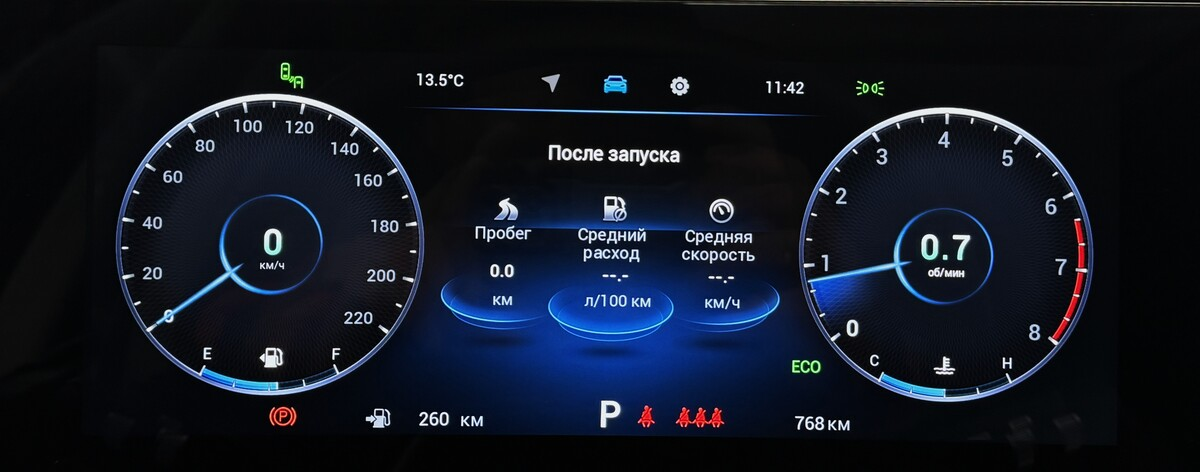 13.5°C
11:42
После запуска
Пробег
0.0
км
Средний
расход
--.-
л/100 км
Средняя
скорость
--.-
км/ч
0
20
40
60
80
100
120
140
160
180
200
220
0
км/ч
E
F
0
1
2
3
4
5
6
7
8
0.7
об/мин
C
H
ECO
P
260 км
P
768 км